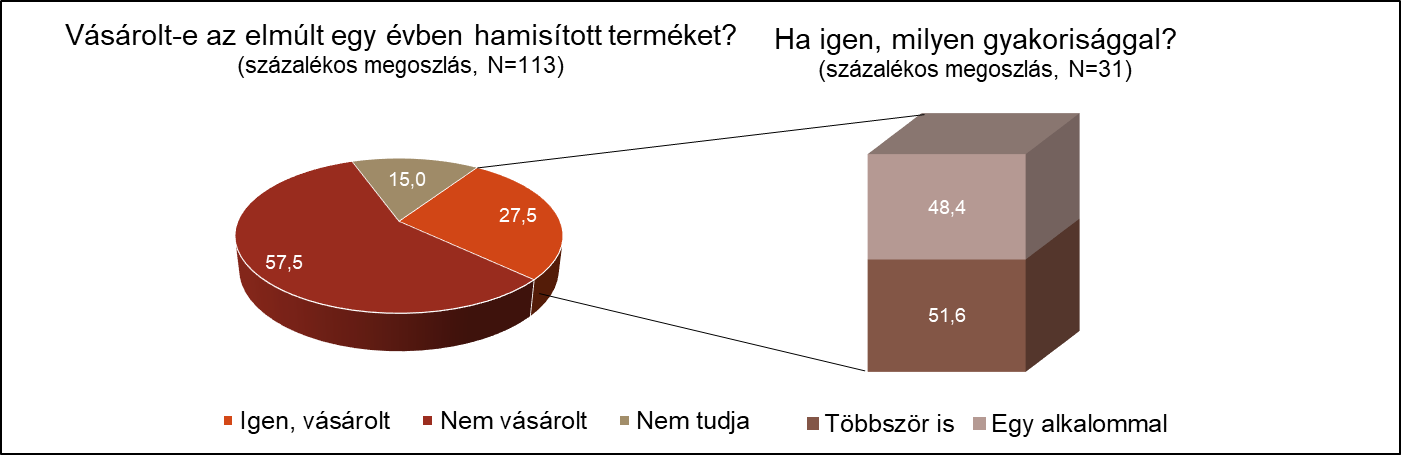 Vásárolt-e az elmúlt egy évben hamisított terméket?
(százalékos megoszlás, N=113)
Ha igen, milyen gyakorisággal?
(százalékos megoszlás, N=31)
15,0
27,5
57,5
48,4
51,6
Igen, vásárolt
Nem vásárolt
Nem tudja
Többször is
Egy alkalommal